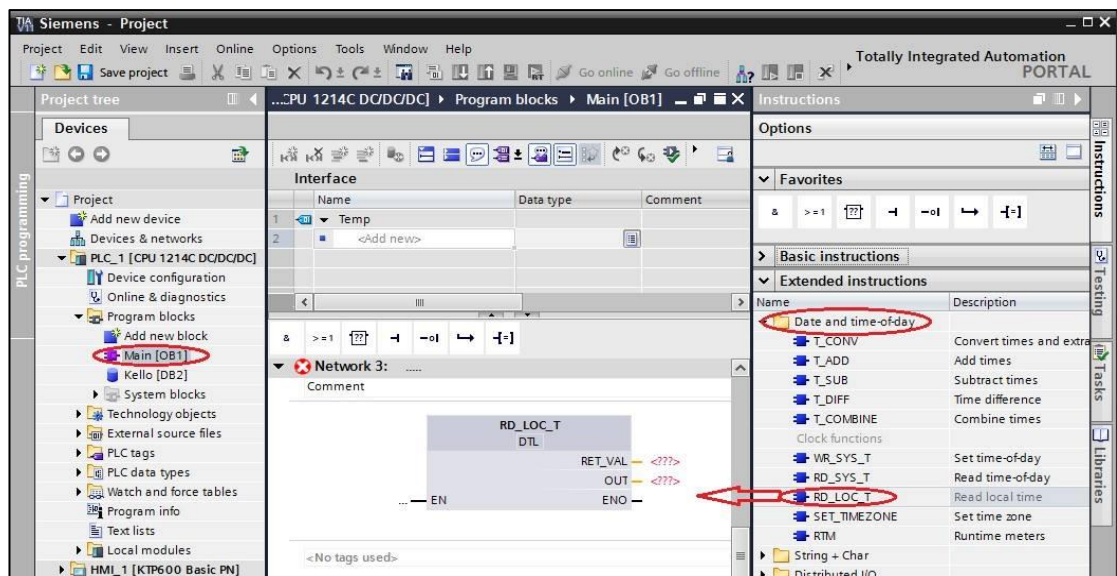 Siemens - Project
Project Edit View Insert Online Options Tools Window Help
Totally Integrated Automation
PORTAL
Save project
Go online
Go offline
PLC programming
Project tree
Devices
Project
Add new device
Devices & networks
PLC_1 [CPU 1214C DC/DC/DC]
Device configuration
Online & diagnostics
Program blocks
Add new block
Main [OB1]
Kello [DB2]
System blocks
Technology objects
External source files
PLC tags
PLC data types
Watch and force tables
Program info
Text lists
Local modules
HMI_1 [KTP600 Basic PN]
...CPU 1214C DC/DC/DC] Program blocks Main [OB1]
Interface
Name Data type Comment
1 Temp
2 <Add new>
& >=1 ?? -| -o| -[=]
Network 3: .....
Comment
RD_LOC_T
DTL
RET_VAL <???>
OUT <???>
... EN ENO
<No tags used>
Instructions
Options
Favorites
& >=1 ?? -| -o| -[=]
Basic instructions
Extended instructions
Name Description
Date and time-of-day
T_CONV Convert times and extra
T_ADD Add times
T_SUB Subtract times
T_DIFF Time difference
T_COMBINE Combine times
Clock functions
WR_SYS_T Set time-of-day
RD_SYS_T Read time-of-day
RD_LOC_T Read local time
SET_TIMEZONE Set time zone
RTM Runtime meters
String + Char
Distributed I/O
Instructions
Testing
Tasks
Libraries